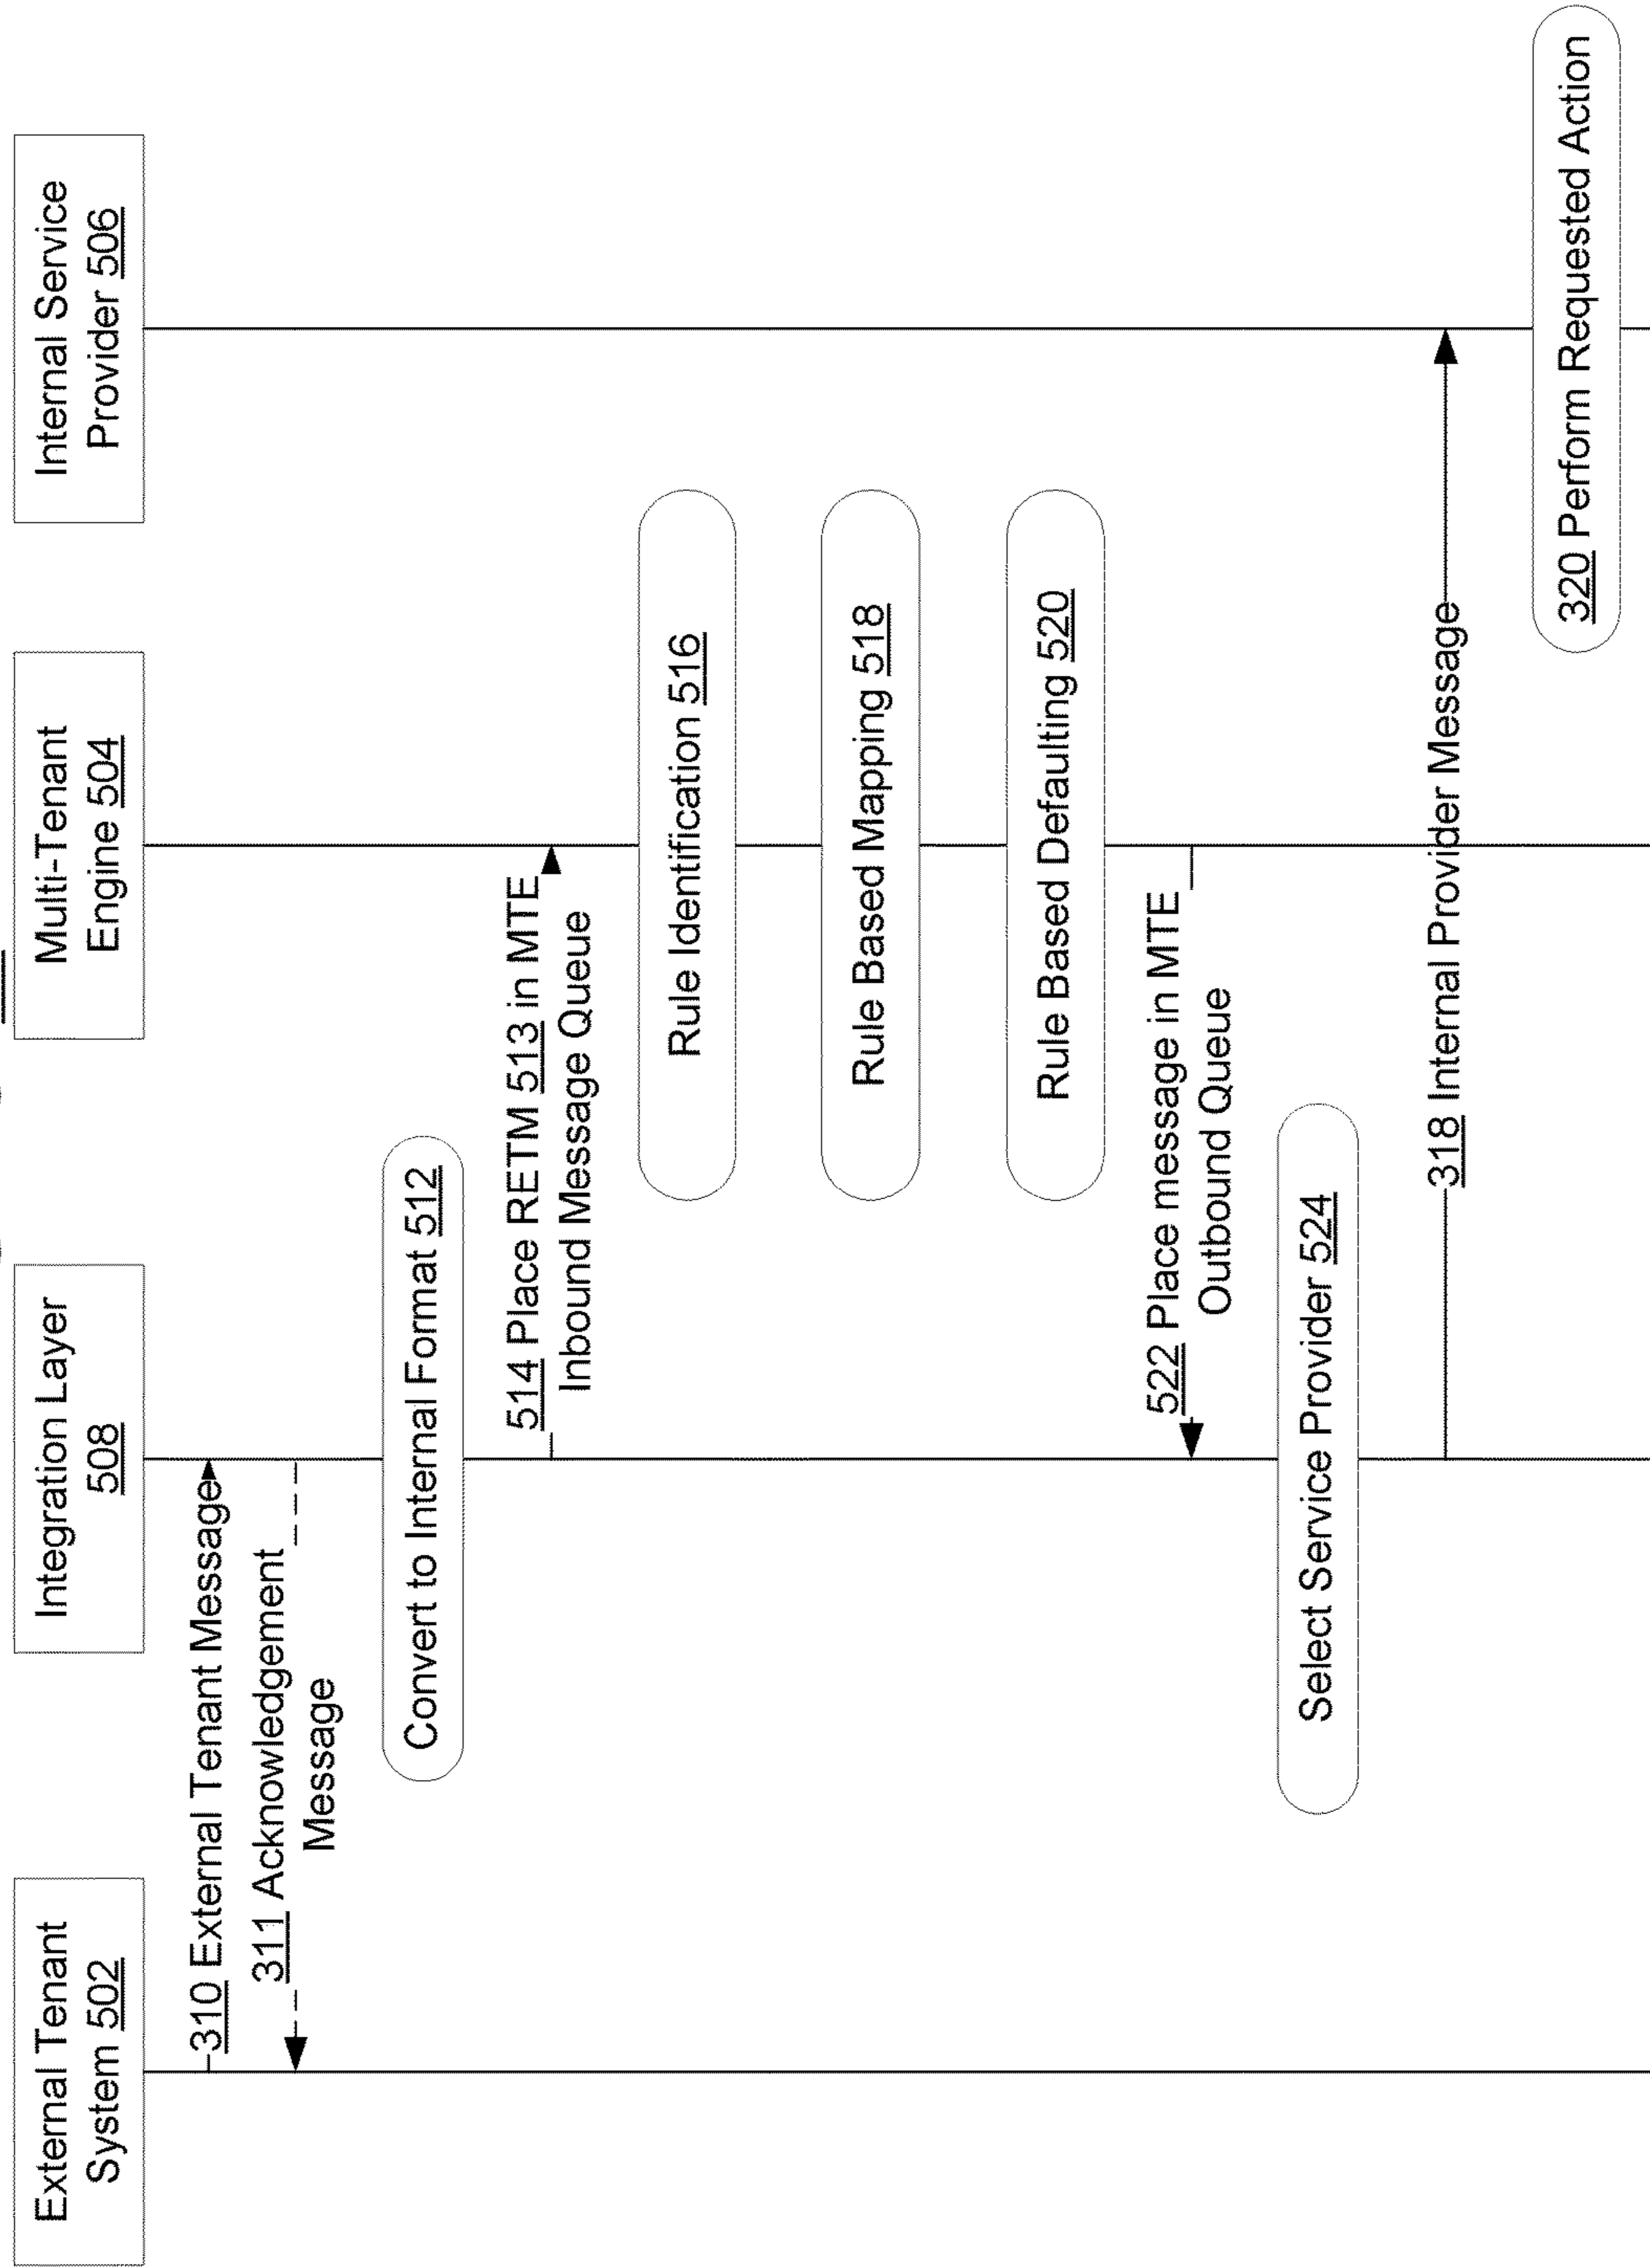 External Tenant
System 502
Integration Layer
508
Multi-Tenant
Engine 504
Internal Service
Provider 506
310 External Tenant Message
311 Acknowledgement
Message
Convert to Internal Format 512
514 Place RETM 513 in MTE
Inbound Message Queue
Rule Identification 516
Rule Based Mapping 518
Rule Based Defaulting 520
522 Place message in MTE
Outbound Queue
Select Service Provider 524
318 Internal Provider Message
320 Perform Requested Action